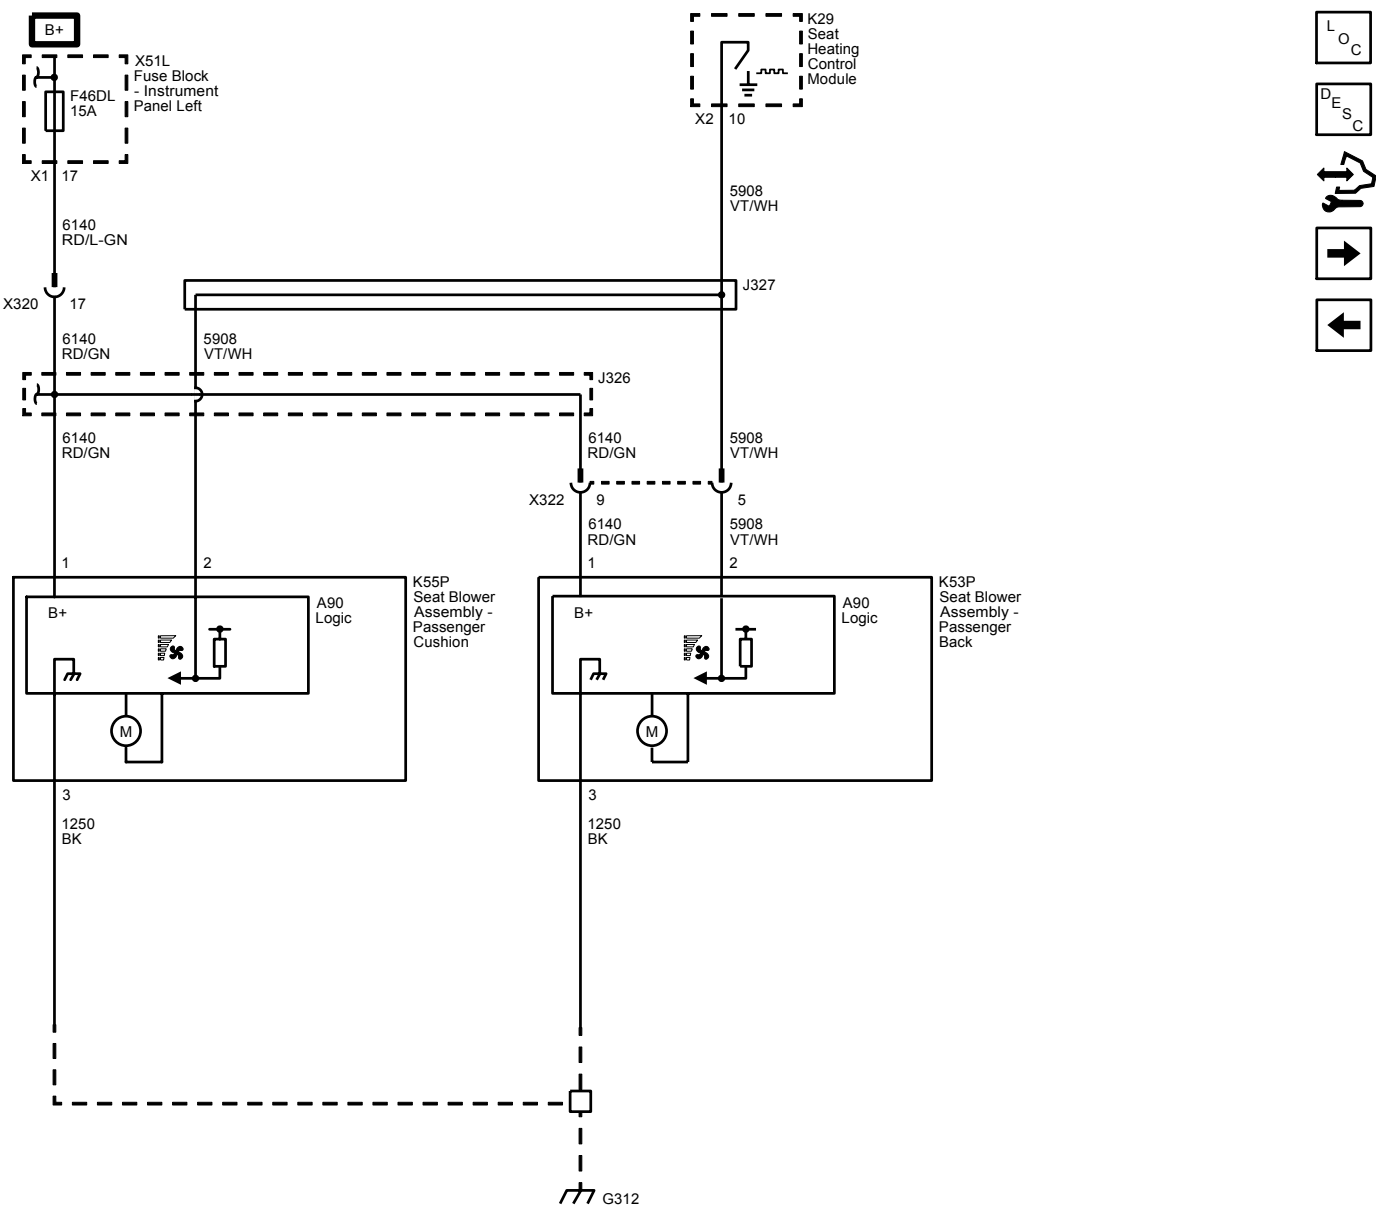 B+
X51L
Fuse Block
- Instrument
Panel Left
F46DL
15A
X1 17
6140
RD/L-GN
X320 17
6140
RD/GN
5908
VT/WH
K29
Seat
Heating
Control
Module
X2 10
5908
VT/WH
J327
J326
6140
RD/GN
6140
RD/GN
5908
VT/WH
X322 9 5
6140
RD/GN
5908
VT/WH
1 2
B+
A90
Logic
M
K55P
Seat Blower
Assembly -
Passenger
Cushion
3
1250
BK
1 2
B+
A90
Logic
M
K53P
Seat Blower
Assembly -
Passenger
Back
3
1250
BK
G312
LOC
DESC